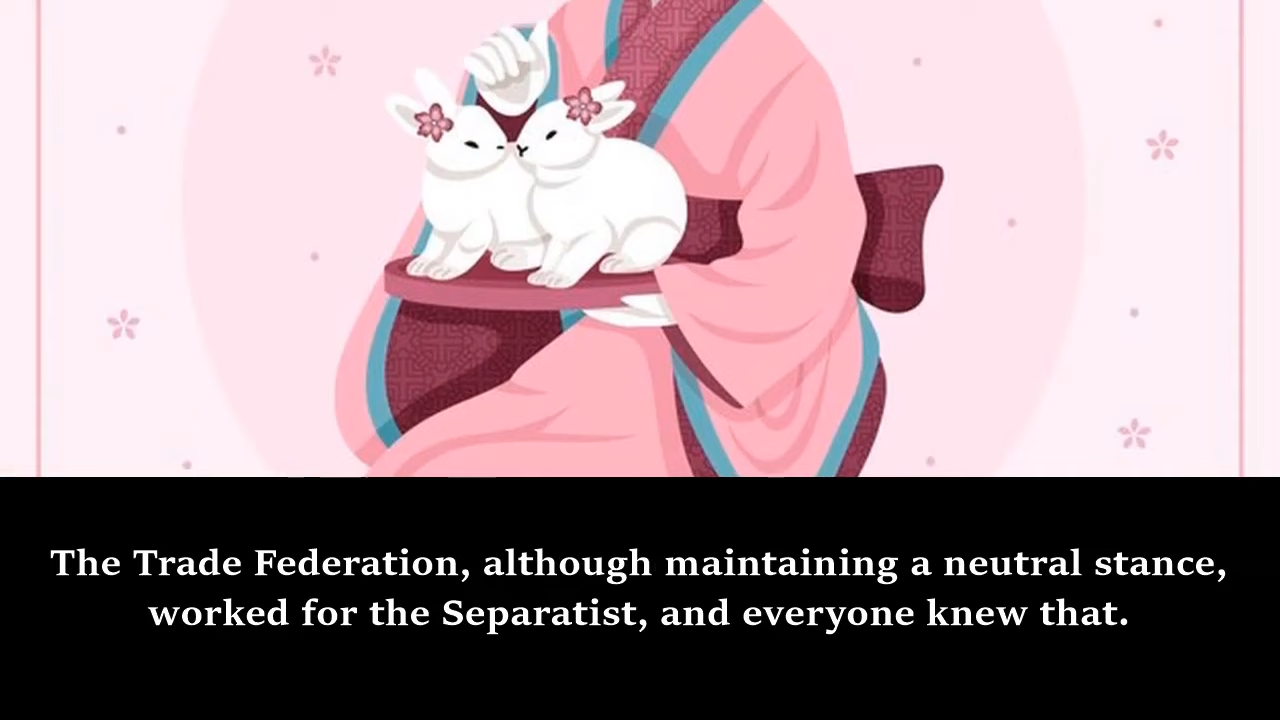 The Trade Federation, although maintaining a neutral stance,
worked for the Separatist, and everyone knew that.